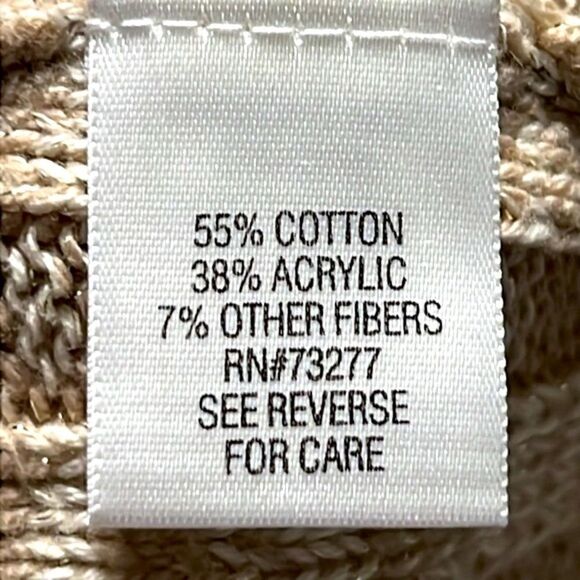 55% COTTON
38% ACRYLIC
7% OTHER FIBERS
RN#73277
SEE REVERSE
FOR CARE